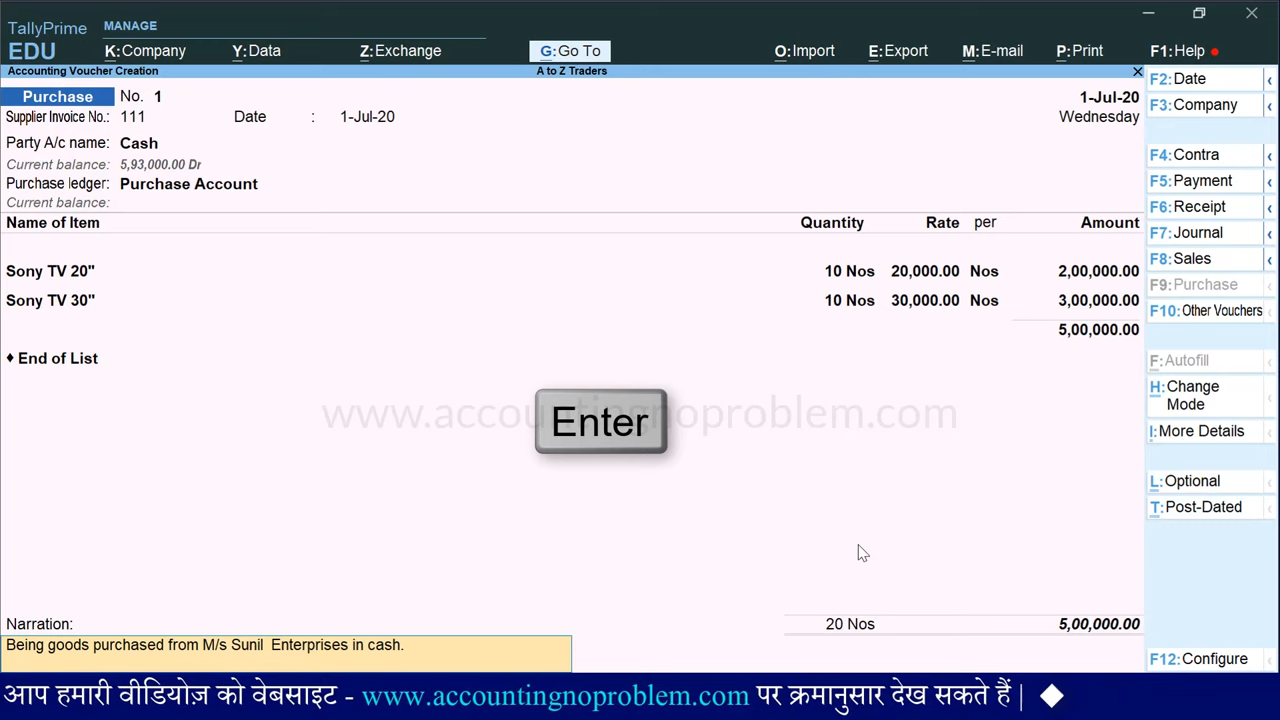 TallyPrime MANAGE
EDU K:Company Y:Data Z:Exchange G:Go To O:Import E:Export M:E-mail P:Print F1:Help
Accounting Voucher Creation A to Z Traders
Purchase No. 1 1-Jul-20
Supplier Invoice No.: 111 Date : 1-Jul-20 Wednesday
Party A/c name: Cash
Current balance: 5,93,000.00 Dr
Purchase ledger: Purchase Account
Current balance:
Name of Item Quantity Rate per Amount
Sony TV 20" 10 Nos 20,000.00 Nos 2,00,000.00
Sony TV 30" 10 Nos 30,000.00 Nos 3,00,000.00
5,00,000.00
♦ End of List
www.accountingnoproblem.com
Enter
Narration: 20 Nos 5,00,000.00
Being goods purchased from M/s Sunil Enterprises in cash.
F2:Date
F3:Company
F4:Contra
F5:Payment
F6:Receipt
F7:Journal
F8:Sales
F9:Purchase
F10:Other Vouchers
F:Autofill
H:Change
Mode
I:More Details
L:Optional
T:Post-Dated
F12:Configure
आप हमारी वीडियोज़ को वेबसाइट - www.accountingnoproblem.com पर क्रमानुसार देख सकते हैं |